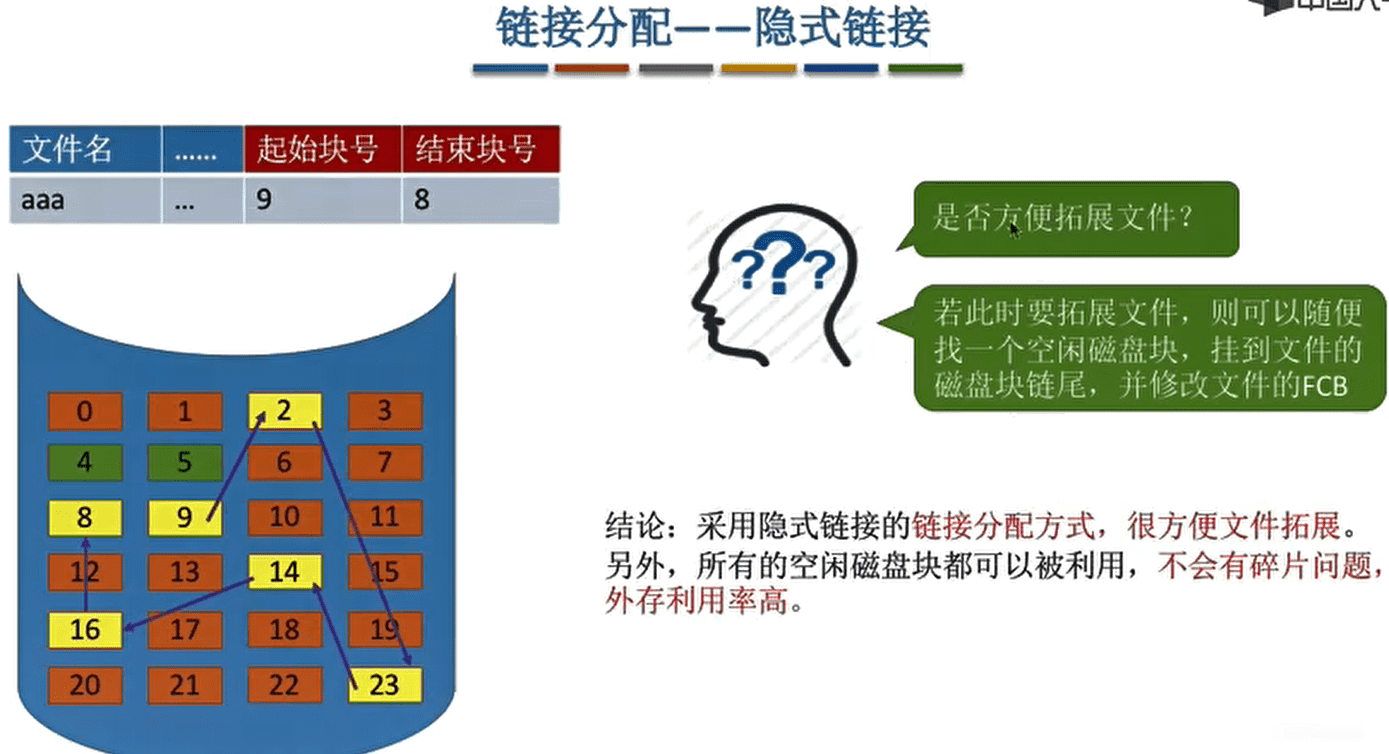 链接分配——隐式链接
文件名 …… 起始块号 结束块号
aaa … 9 8
???
是否方便拓展文件?
若此时要拓展文件，则可以随便
找一个空闲磁盘块，挂到文件的
磁盘块链尾，并修改文件的FCB
0 1 2 3
4 5 6 7
8 9 10 11
12 13 14 15
16 17 18 19
20 21 22 23
结论：采用隐式链接的链接分配方式，很方便文件拓展。
另外，所有的空闲磁盘块都可以被利用，不会有碎片问题，
外存利用率高。